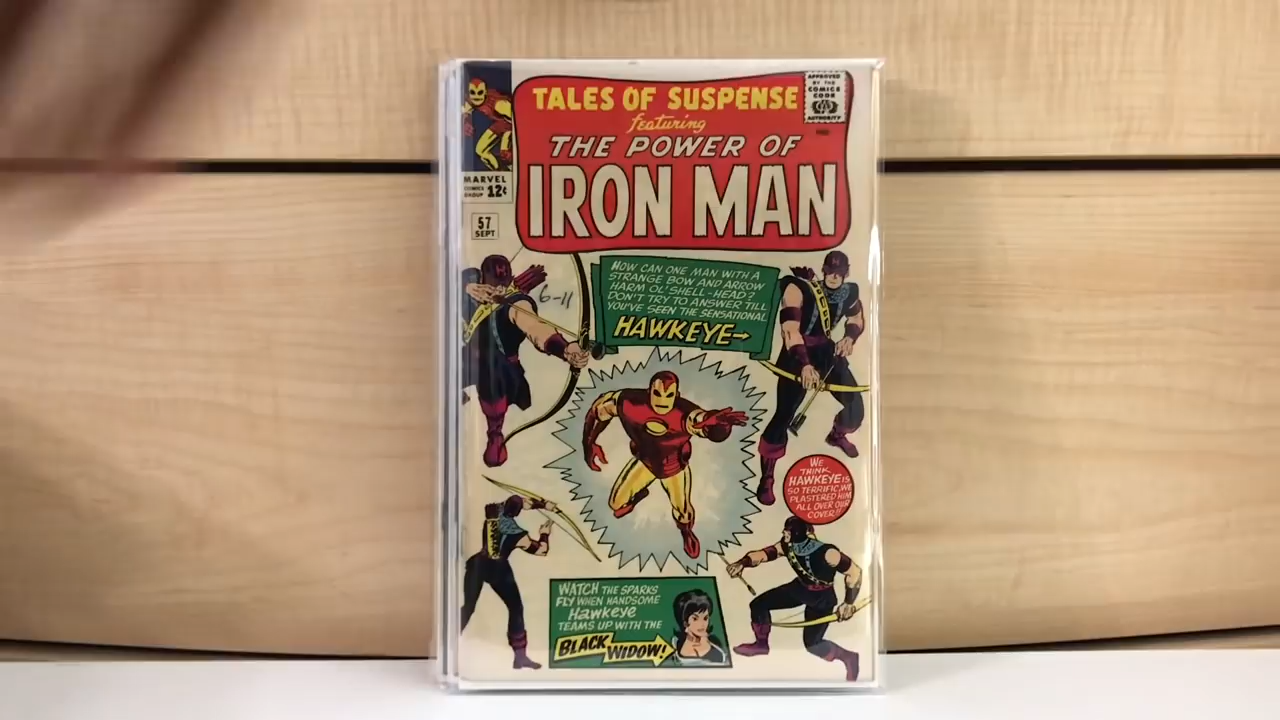 TALES OF SUSPENSE
featuring
THE POWER OF
IRON MAN
APPROVED
BY THE
COMICS
CODE
AUTHORITY
MARVEL
COMICS
GROUP 12¢
57
SEPT
6-11
HOW CAN ONE MAN WITH A
STRANGE BOW AND ARROW
HARM OL' SHELL-HEAD?
DON'T TRY TO ANSWER TILL
YOU'VE SEEN THE SENSATIONAL
HAWKEYE
WE
THINK
HAWKEYE IS
SO TERRIFIC, WE
PLASTERED HIM
ALL OVER OUR
COVER!!
WATCH THE SPARKS
FLY WHEN HANDSOME
HAWKEYE
TEAMS UP WITH THE
BLACK WIDOW!